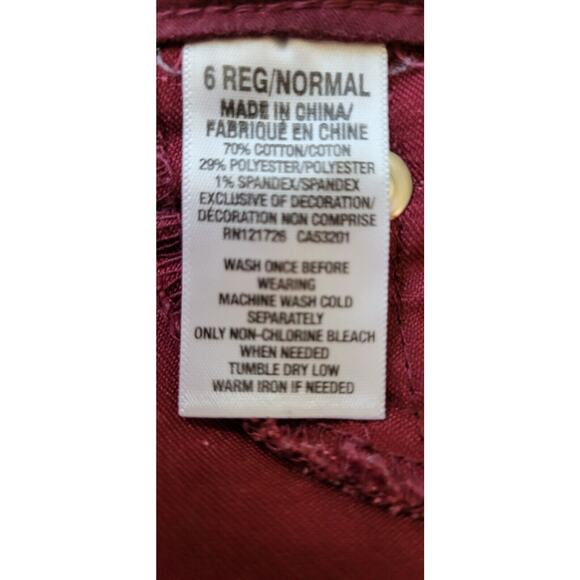 6 REG/NORMAL
MADE IN CHINA/
FABRIQUÉ EN CHINE
70% COTTON/COTON
29% POLYESTER/POLYESTER
1% SPANDEX/SPANDEX
EXCLUSIVE OF DECORATION/
DÉCORATION NON COMPRISE
RN121726 CA53201
WASH ONCE BEFORE
WEARING
MACHINE WASH COLD
SEPARATELY
ONLY NON-CHLORINE BLEACH
WHEN NEEDED
TUMBLE DRY LOW
WARM IRON IF NEEDED